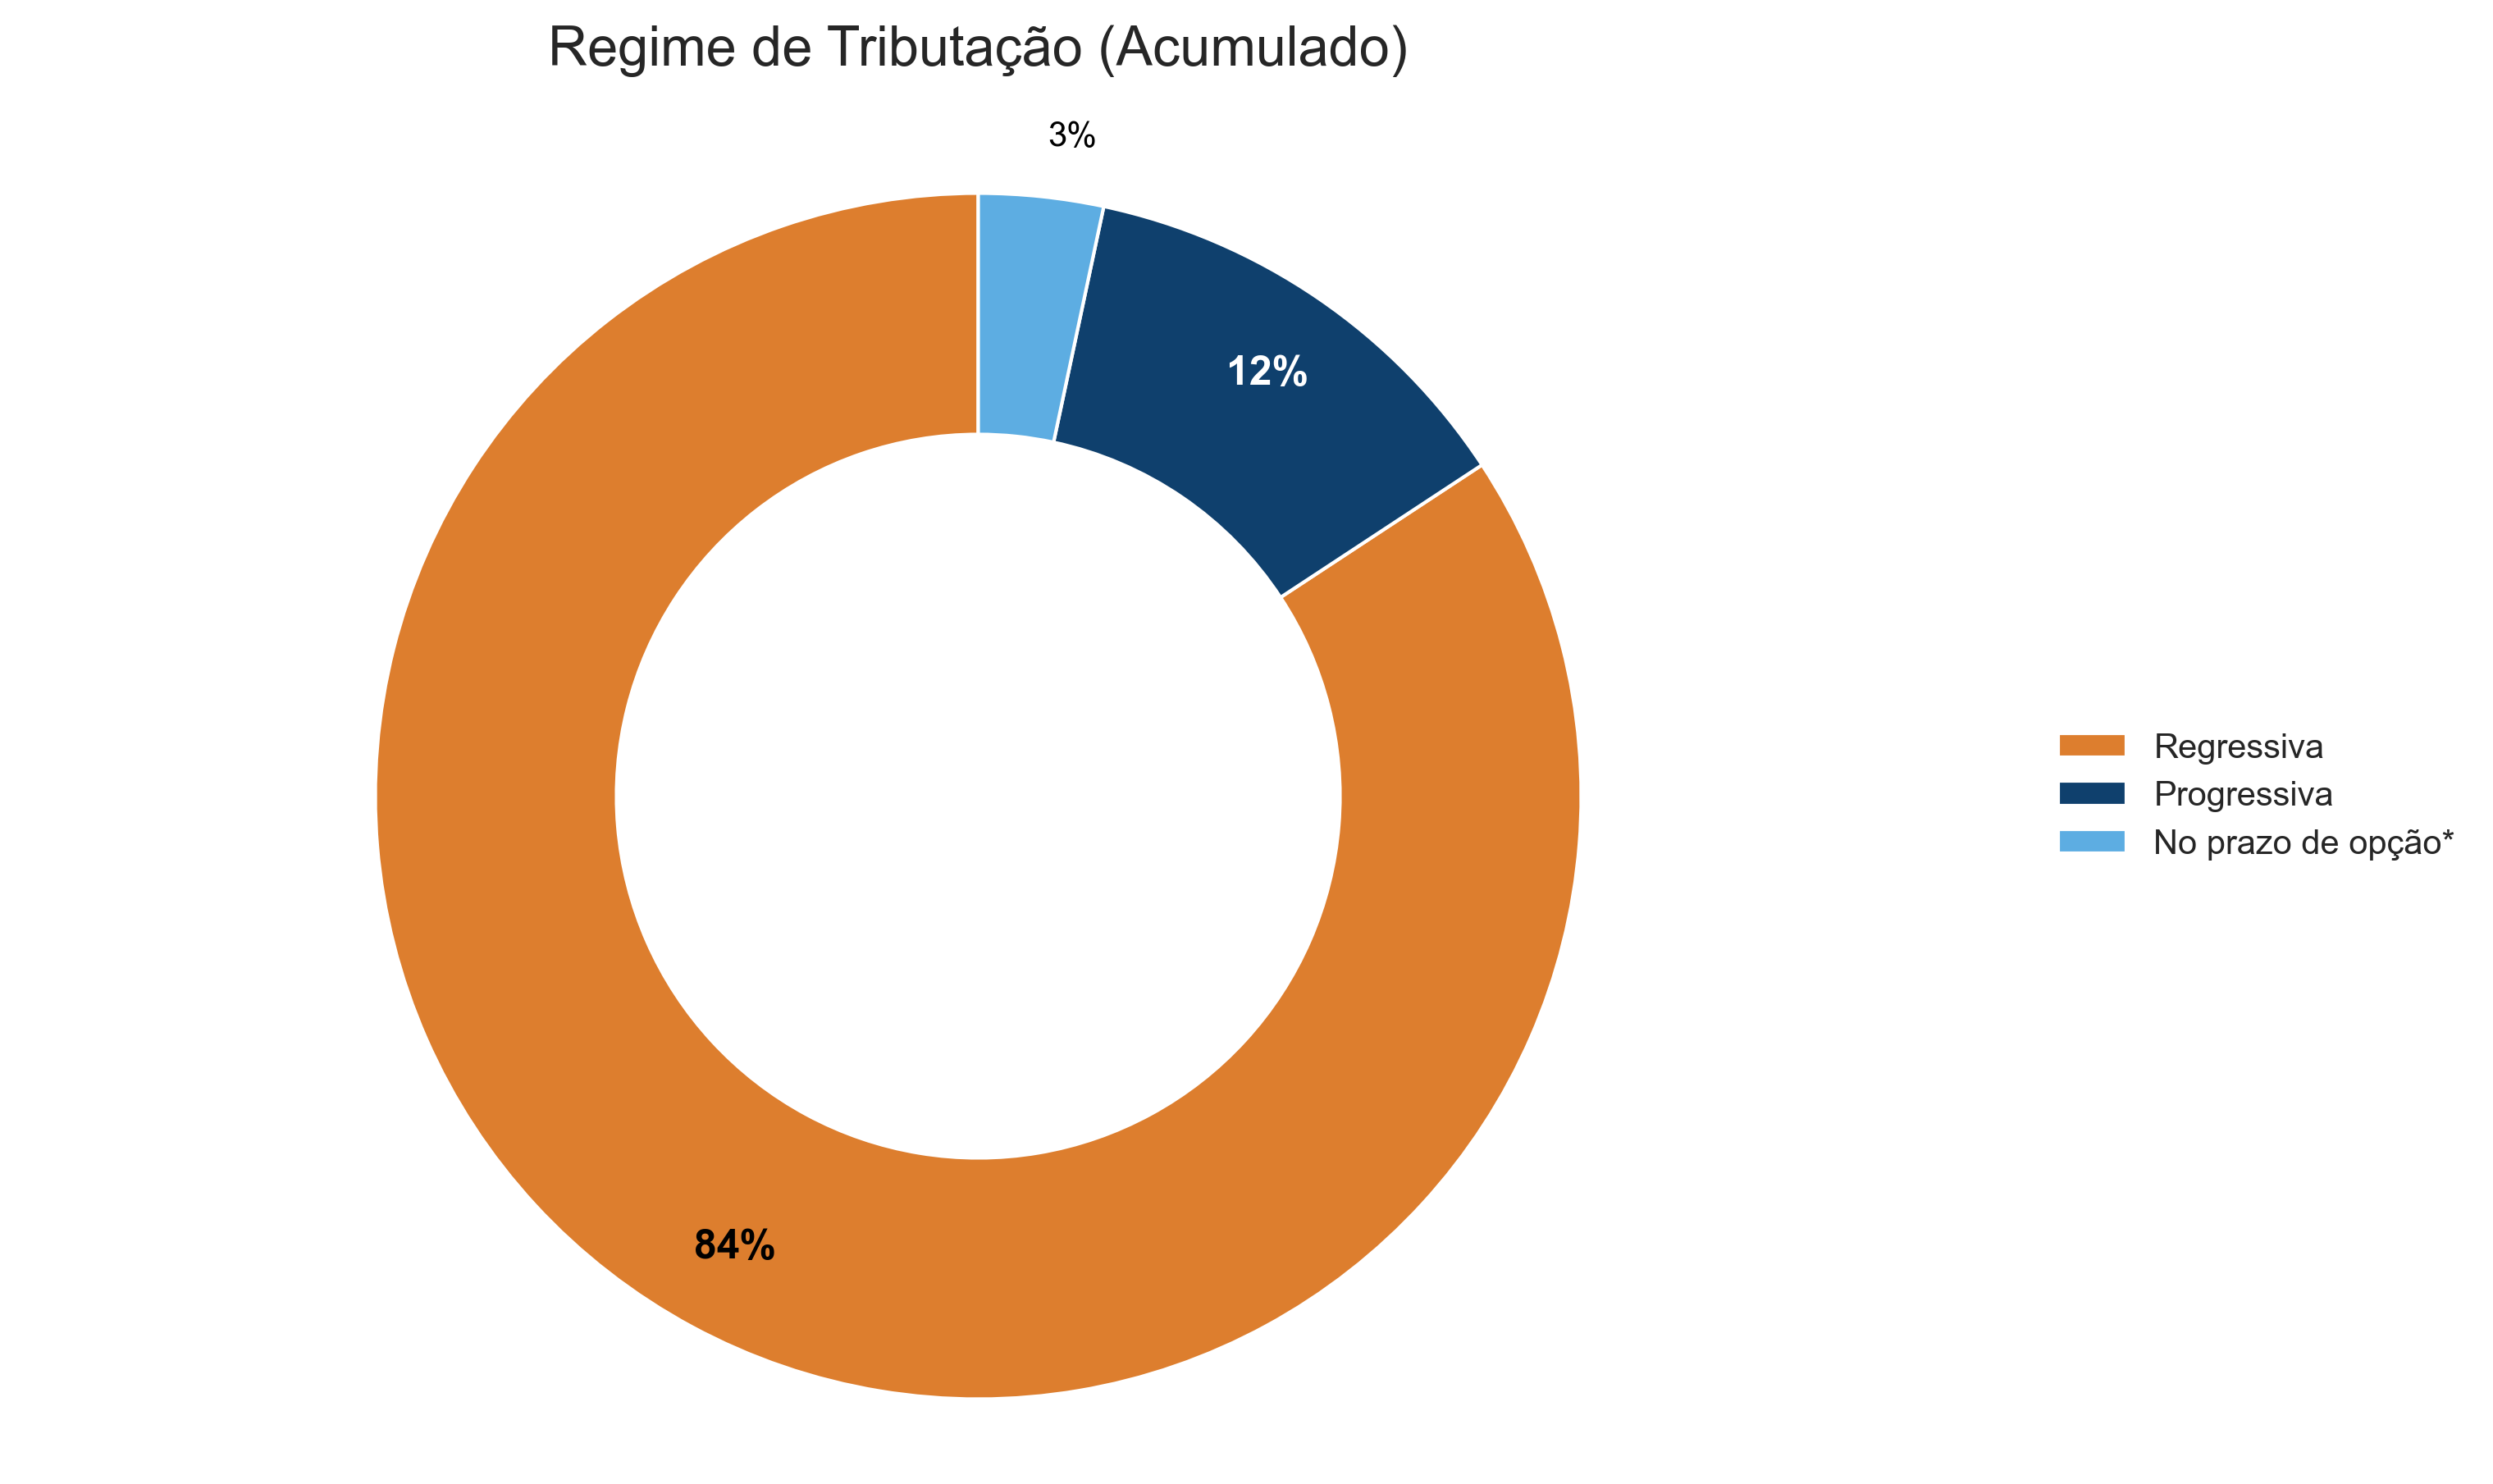 Regime de Tributação (Acumulado)
3%
12%
84%
Regressiva
Progressiva
No prazo de opção*